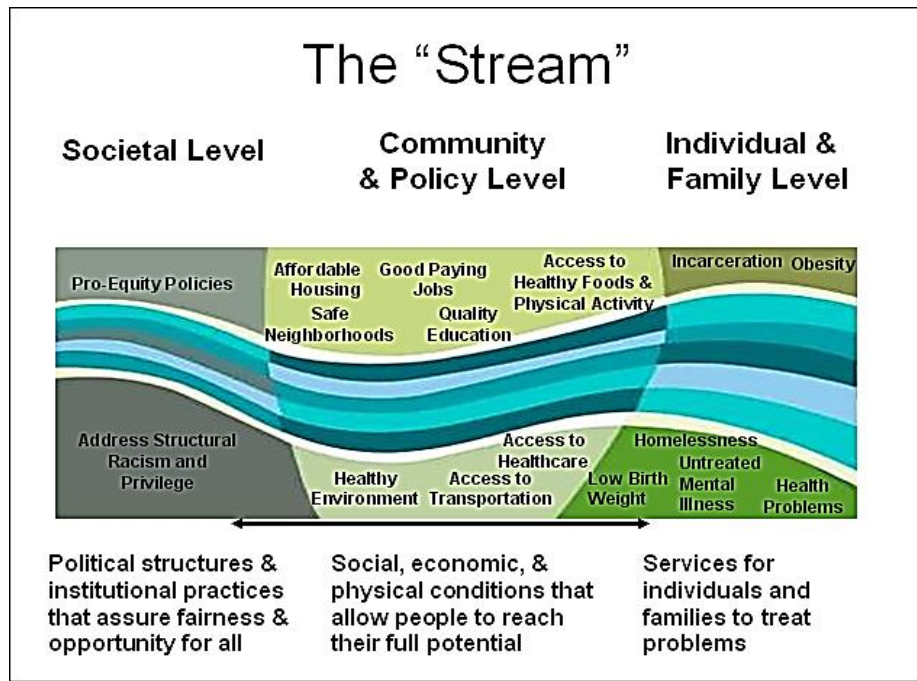 The “Stream”
Societal Level
Community
& Policy Level
Individual &
Family Level
Pro-Equity Policies
Affordable
Housing
Good Paying
Jobs
Access to
Healthy Foods &
Physical Activity
Safe
Neighborhoods
Quality
Education
Incarceration
Obesity
Address Structural
Racism and
Privilege
Healthy
Environment
Access to
Transportation
Access to
Healthcare
Low Birth
Weight
Homelessness
Untreated
Mental
Illness
Health
Problems
Political structures &
institutional practices
that assure fairness &
opportunity for all
Social, economic, &
physical conditions that
allow people to reach
their full potential
Services for
individuals and
families to treat
problems